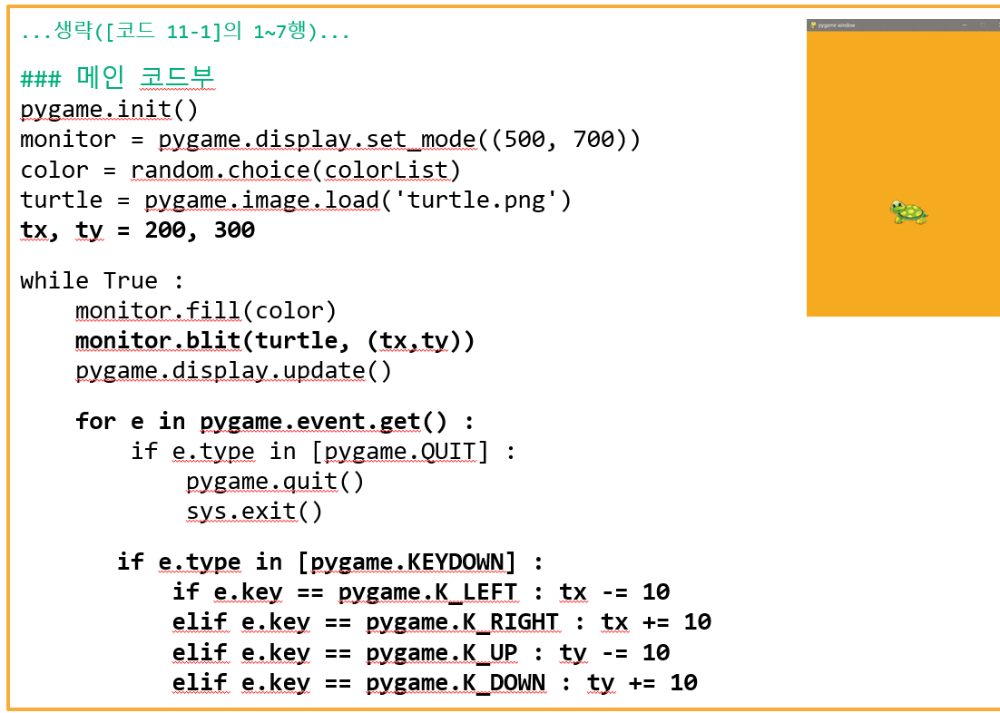 ...생략([코드 11-1]의 1~7행)...
### 메인 코드부
pygame.init()
monitor = pygame.display.set_mode((500, 700))
color = random.choice(colorList)
turtle = pygame.image.load('turtle.png')
tx, ty = 200, 300
while True :
    monitor.fill(color)
    monitor.blit(turtle, (tx,ty))
    pygame.display.update()
    for e in pygame.event.get() :
        if e.type in [pygame.QUIT] :
            pygame.quit()
            sys.exit()
       if e.type in [pygame.KEYDOWN] :
           if e.key == pygame.K_LEFT : tx -= 10
           elif e.key == pygame.K_RIGHT : tx += 10
           elif e.key == pygame.K_UP : ty -= 10
           elif e.key == pygame.K_DOWN : ty += 10
pygame window